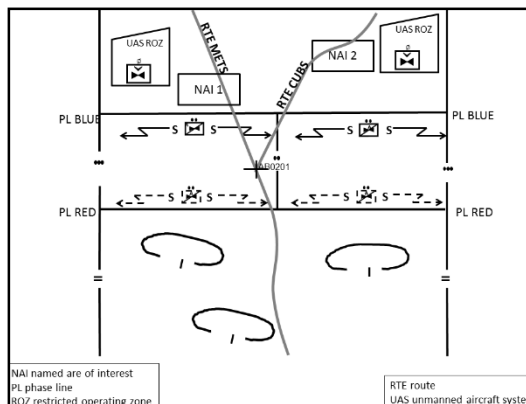 UAS ROZ
RTE METS
NAI 1
RTE CUBS
NAI 2
UAS ROZ
PL BLUE
PL BLUE
S S
S S
AB0201
S S
S S
PL RED
PL RED
I
I
I
NAI named are of interest
PL phase line
ROZ restricted operating zone
RTE route
UAS unmanned aircraft syste